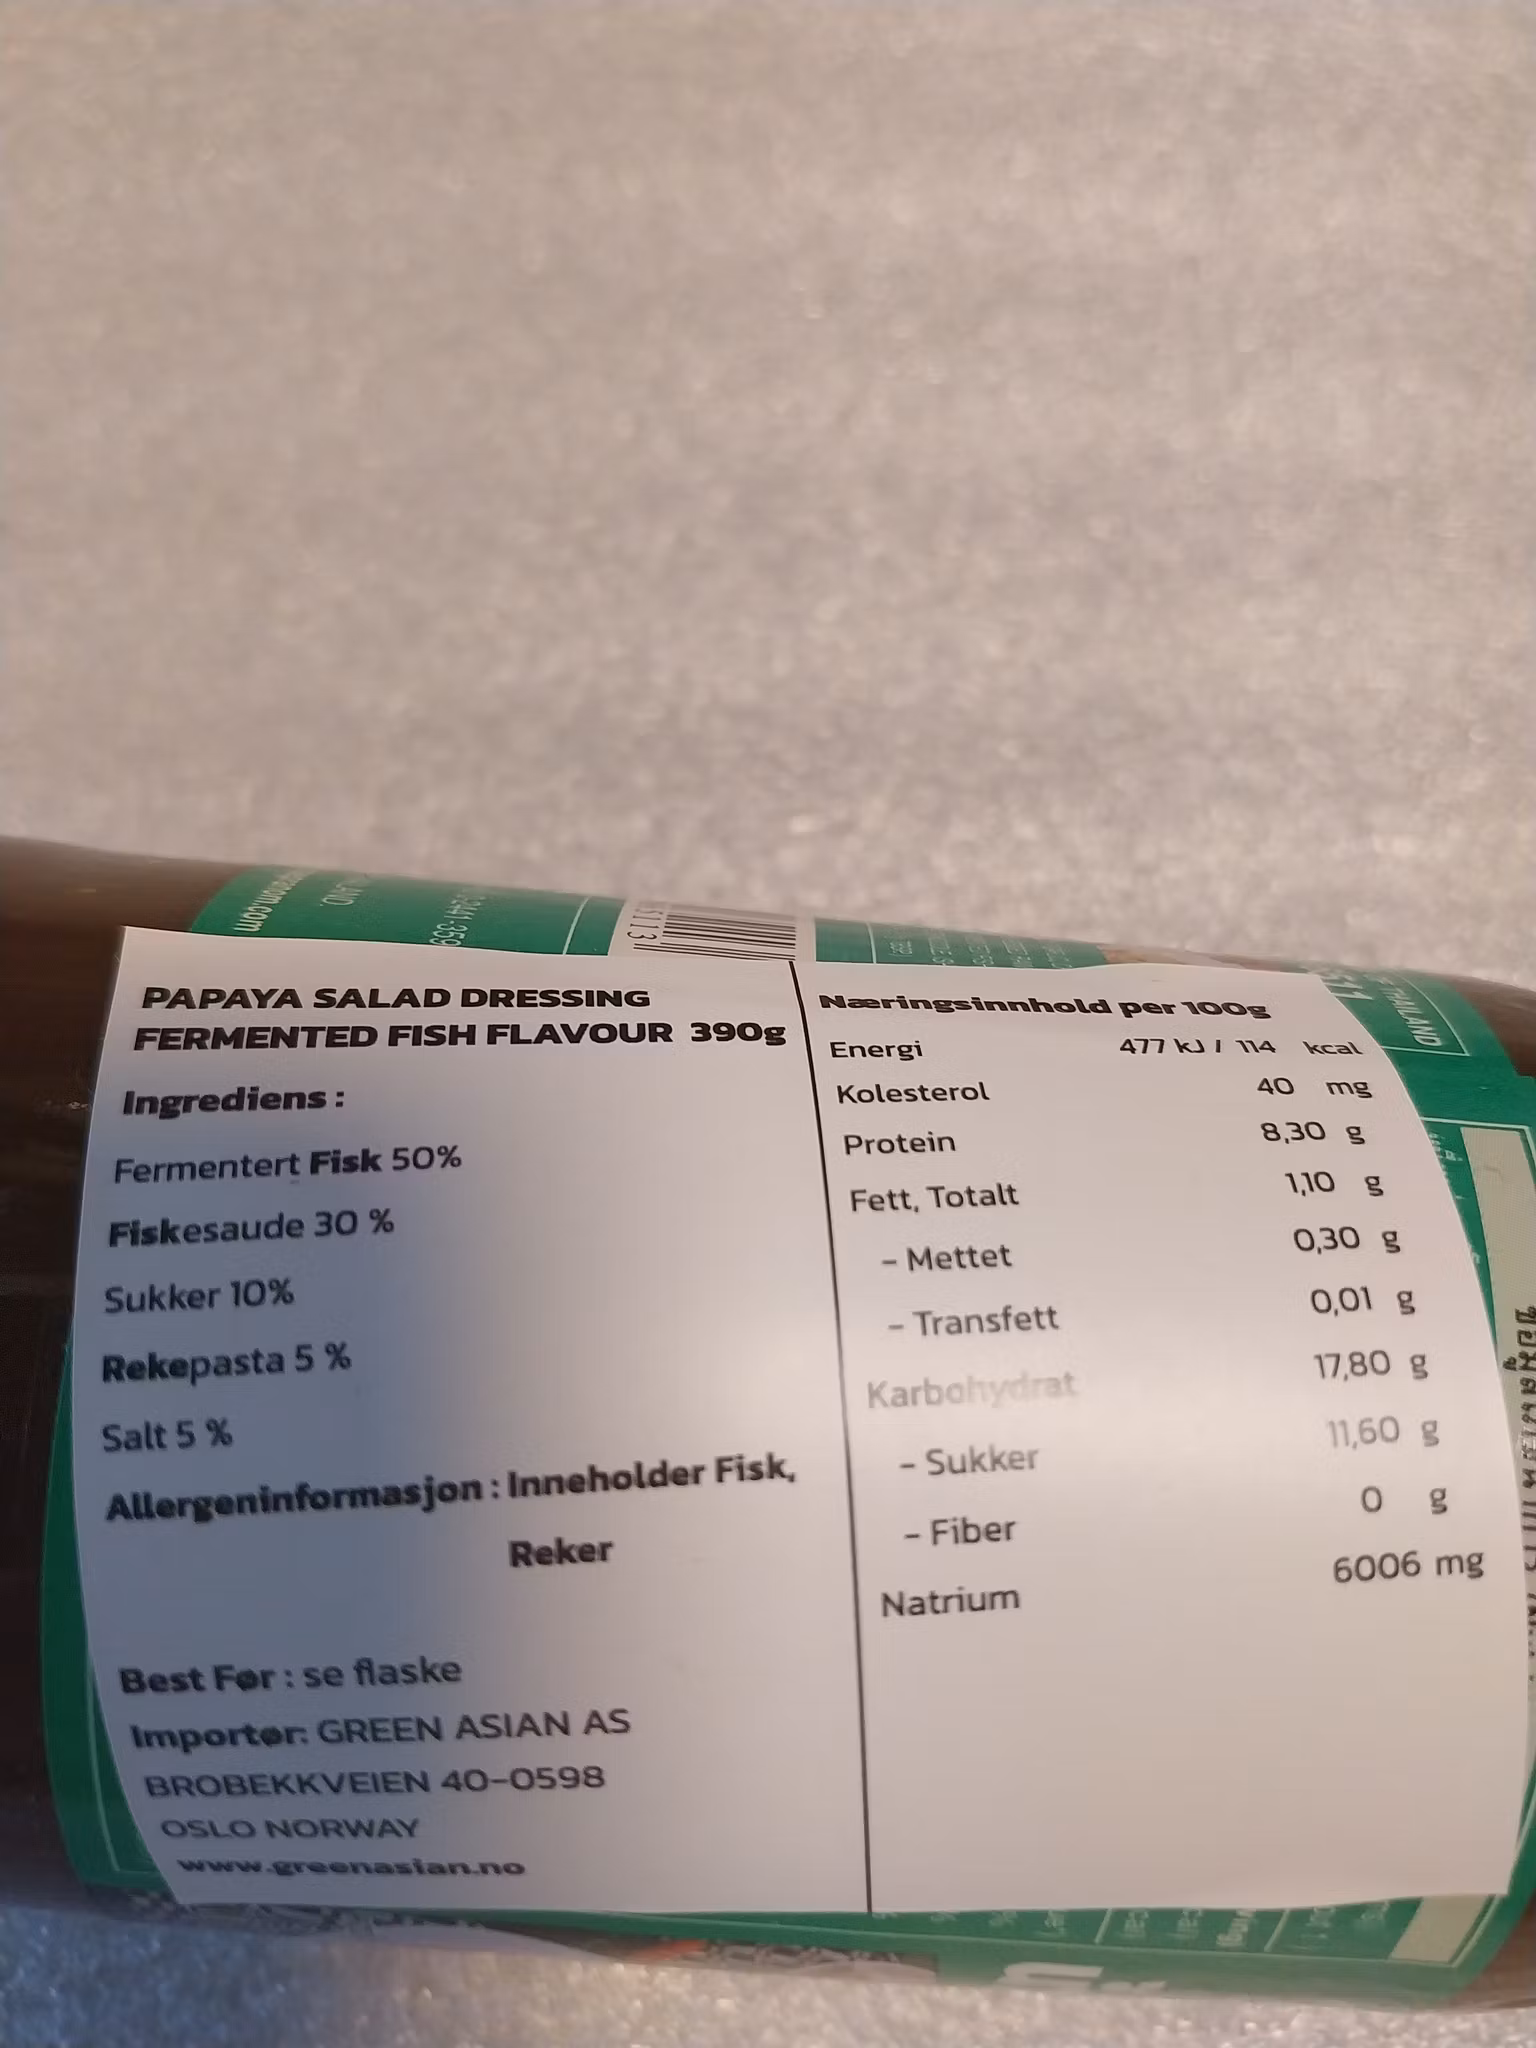 PAPAYA SALAD DRESSING
FERMENTED FISH FLAVOUR 390g
Ingrediens :
Fermentert Fisk 50%
Fiskesaude 30 %
Sukker 10%
Rekepasta 5 %
Salt 5 %
Allergeninformasjon : Inneholder Fisk,
Reker
Best Før : se flaske
Importør: GREEN ASIAN AS
BROBEKKVEIEN 40-0598
OSLO NORWAY
www.greenasian.no
Næringsinnhold per 100g
Energi 477 kJ / 114 kcal
Kolesterol 40 mg
Protein 8,30 g
Fett, Totalt 1,10 g
- Mettet 0,30 g
- Transfett 0,01 g
Karbohydrat 17,80 g
- Sukker 11,60 g
- Fiber 0 g
Natrium 6006 mg
THAILAND